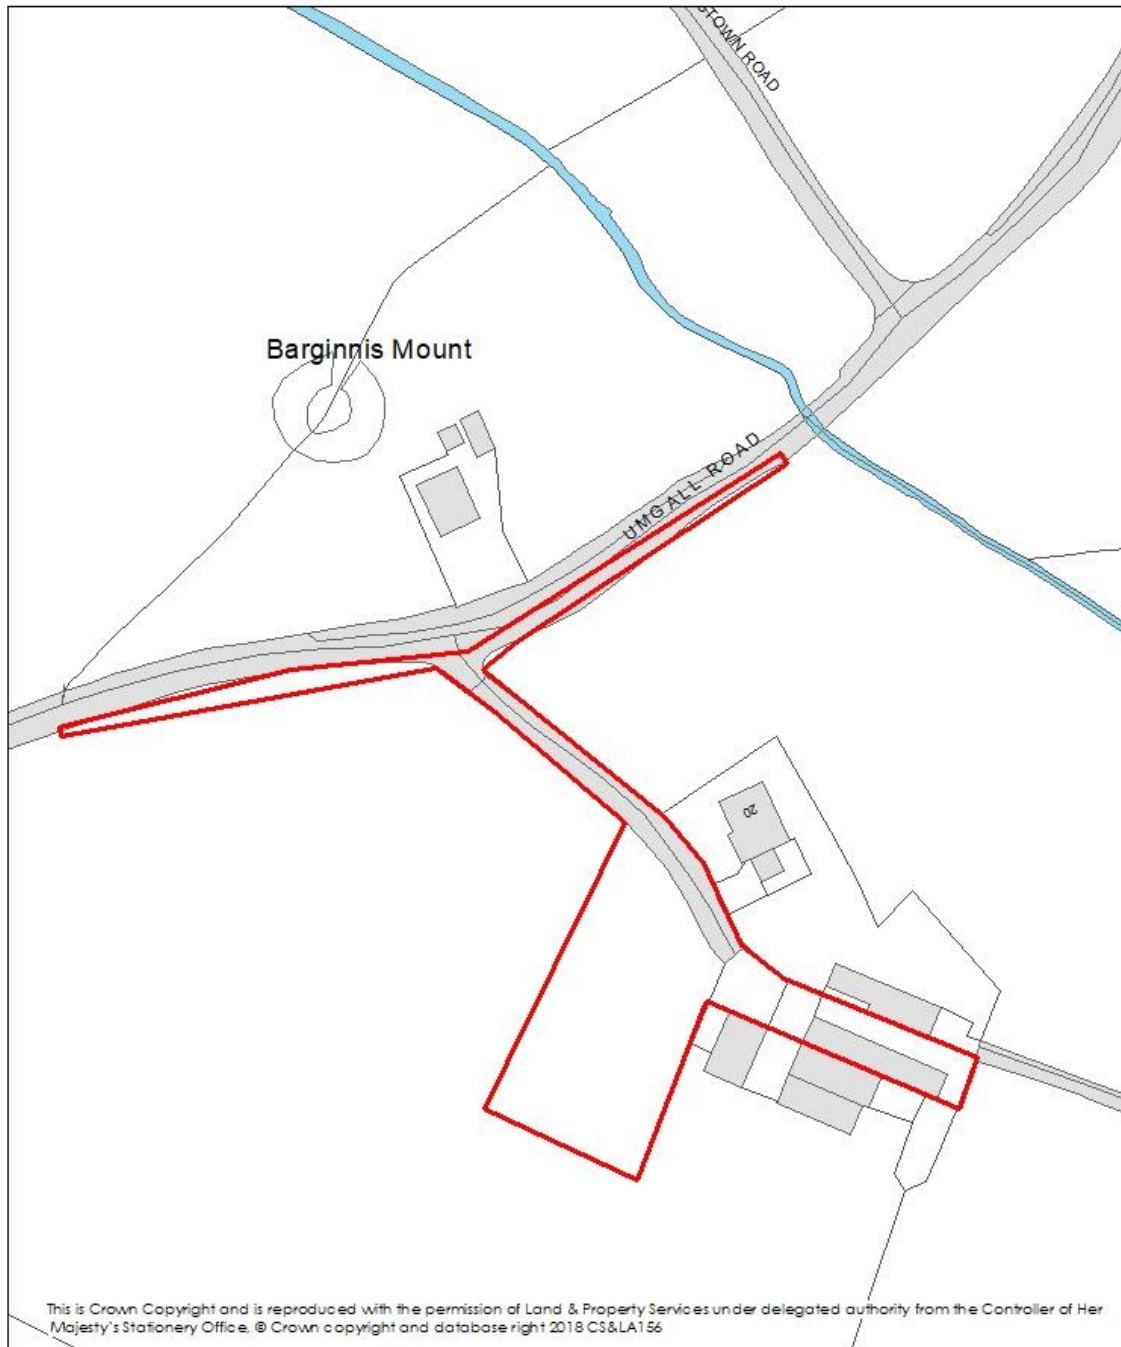 STOWN ROAD
Barginnis Mount
UMGALL ROAD
20
This is Crown Copyright and is reproduced with the permission of Land & Property Services under delegated authority from the Controller of Her
Majesty's Stationery Office, © Crown copyright and database right 2018 CS&LA156